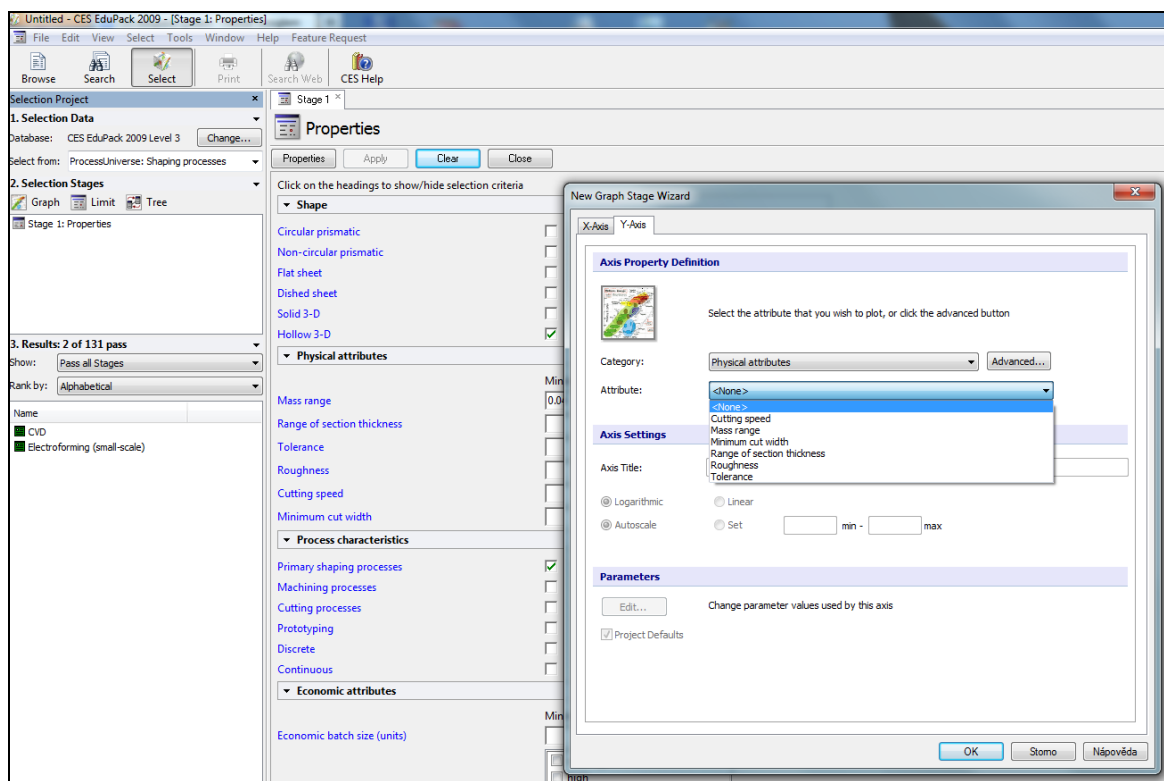 Untitled - CES EduPack 2009 - [Stage 1: Properties]
File Edit View Select Tools Window Help Feature Request
Browse Search Select Print Search Web CES Help
Selection Project
1. Selection Data
Database: CES EduPack 2009 Level 3 Change...
Select from: ProcessUniverse: Shaping processes
2. Selection Stages
Graph Limit Tree
Stage 1: Properties
3. Results: 2 of 131 pass
Show: Pass all Stages
Rank by: Alphabetical
Name
CVD
Electroforming (small-scale)
Stage 1
Properties
Properties Apply Clear Close
Click on the headings to show/hide selection criteria
Shape
Circular prismatic
Non-circular prismatic
Flat sheet
Dished sheet
Solid 3-D
Hollow 3-D
Physical attributes
Mass range
Range of section thickness
Tolerance
Roughness
Cutting speed
Minimum cut width
Process characteristics
Primary shaping processes
Machining processes
Cutting processes
Prototyping
Discrete
Continuous
Economic attributes
Economic batch size (units)
high
New Graph Stage Wizard
X-Axis Y-Axis
Axis Property Definition
Select the attribute that you wish to plot, or click the advanced button
Category: Physical attributes Advanced...
Attribute: <None>
<None>
Cutting speed
Mass range
Minimum cut width
Range of section thickness
Roughness
Tolerance
Axis Settings
Axis Title:
Logarithmic Linear
Autoscale Set min - max
Parameters
Edit... Change parameter values used by this axis
Project Defaults
OK Storno Nápověda